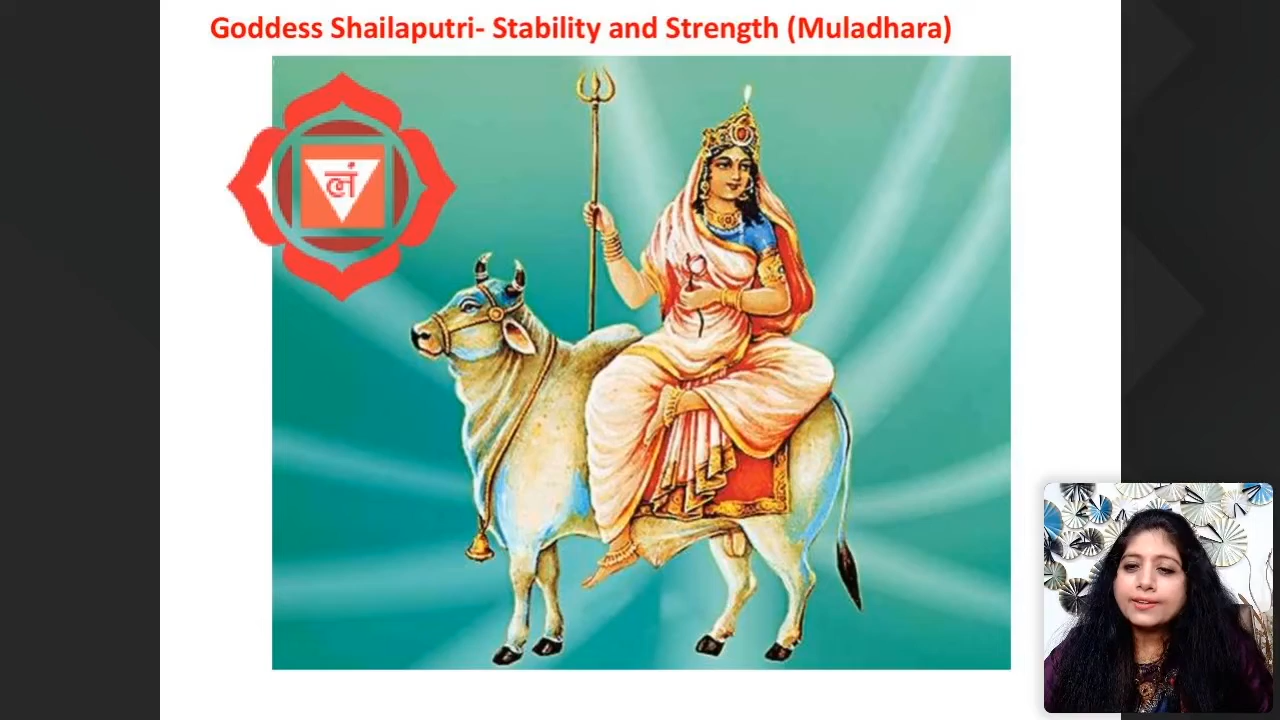 Goddess Shailaputri- Stability and Strength (Muladhara)
लं